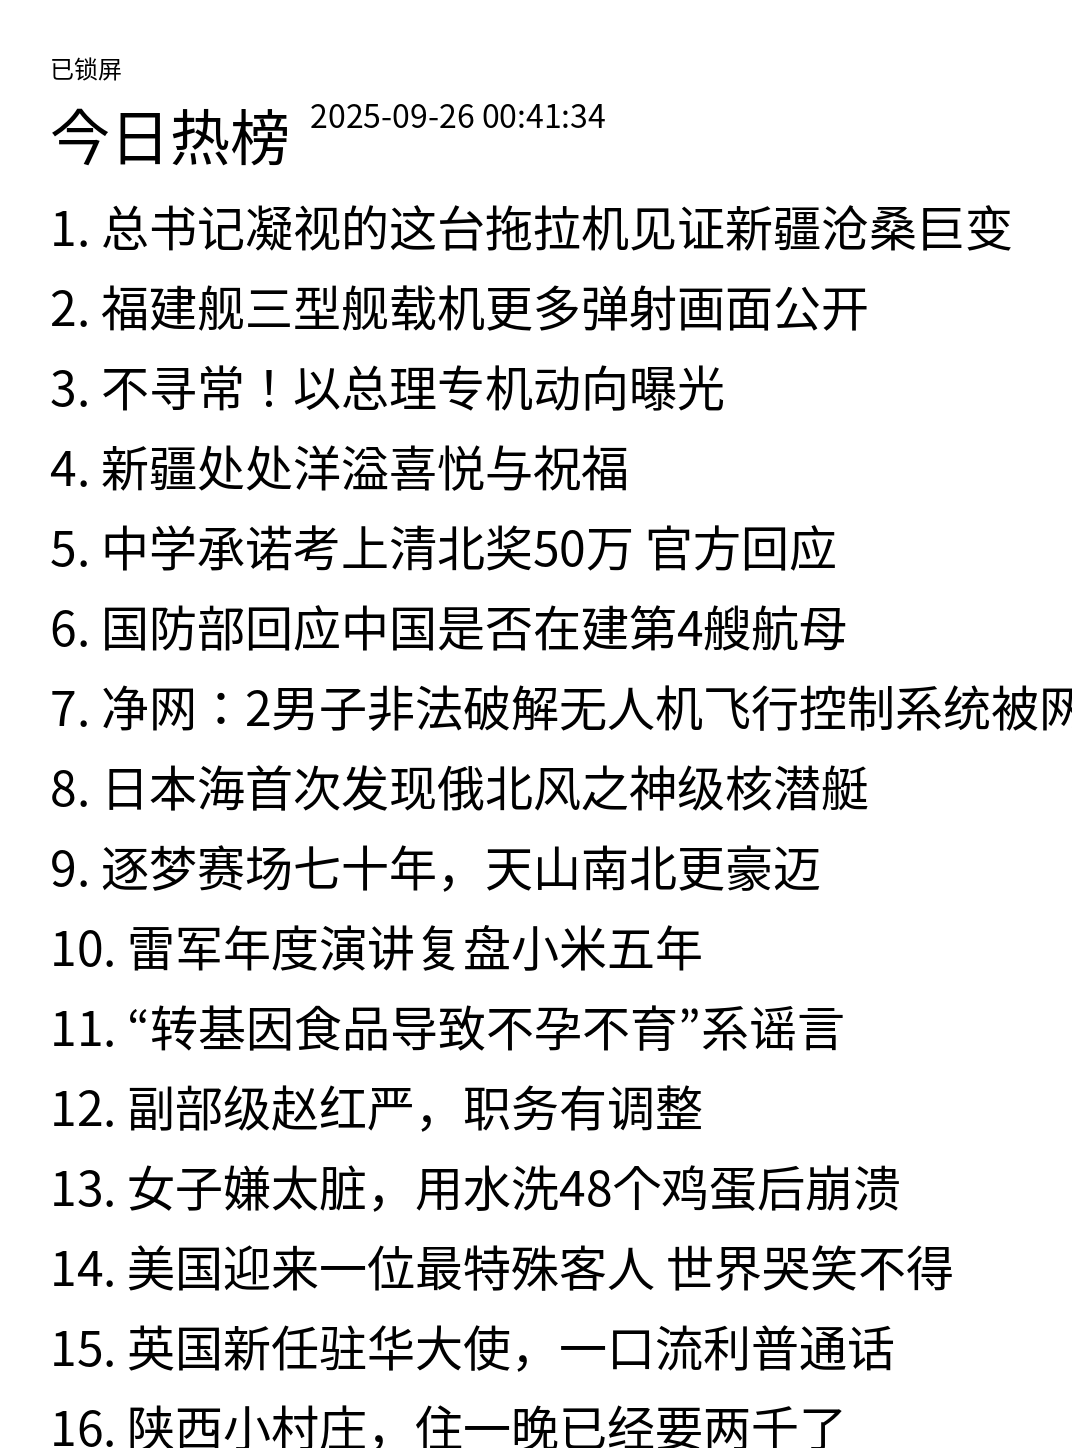 已锁屏
今日热榜 2025-09-26 00:41:34
1. 总书记凝视的这台拖拉机见证新疆沧桑巨变
2. 福建舰三型舰载机更多弹射画面公开
3. 不寻常！以总理专机动向曝光
4. 新疆处处洋溢喜悦与祝福
5. 中学承诺考上清北奖50万 官方回应
6. 国防部回应中国是否在建第4艘航母
7. 净网：2男子非法破解无人机飞行控制系统被网
8. 日本海首次发现俄北风之神级核潜艇
9. 逐梦赛场七十年，天山南北更豪迈
10. 雷军年度演讲复盘小米五年
11. “转基因食品导致不孕不育”系谣言
12. 副部级赵红严，职务有调整
13. 女子嫌太脏，用水洗48个鸡蛋后崩溃
14. 美国迎来一位最特殊客人 世界哭笑不得
15. 英国新任驻华大使，一口流利普通话
16. 陕西小村庄，住一晚已经要两千了